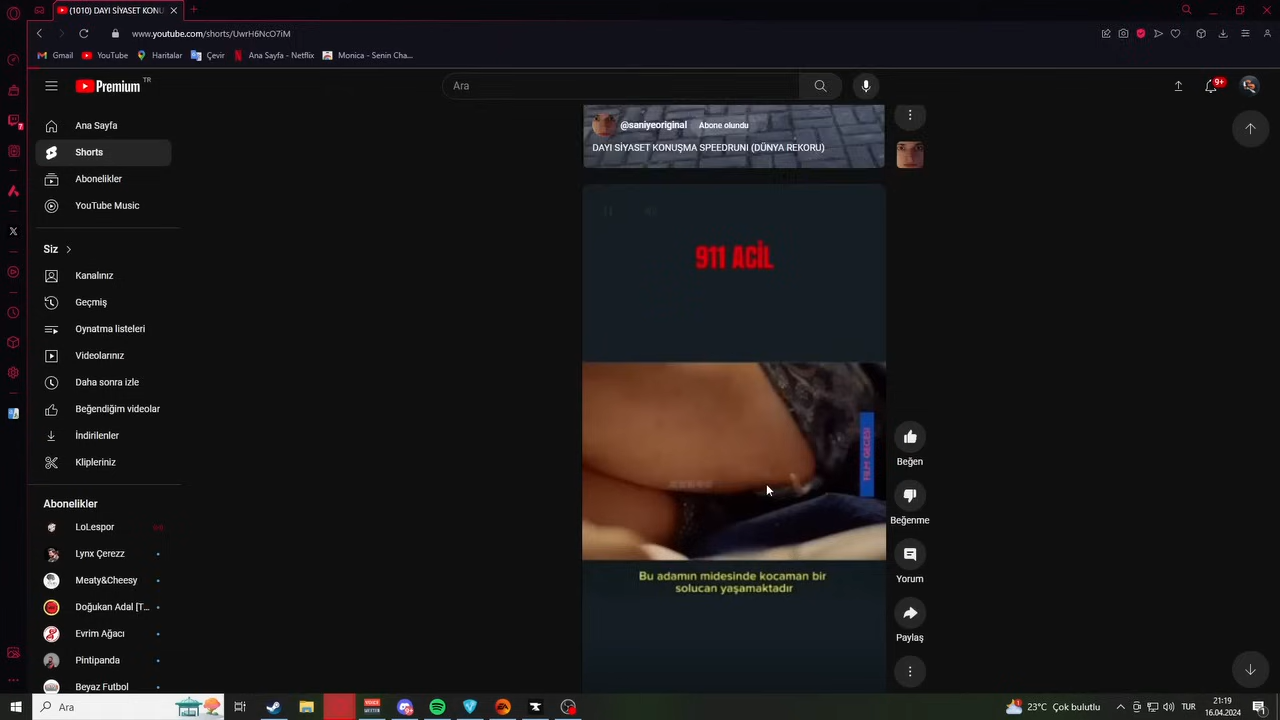 (1010) DAYI SİYASET KONU
www.youtube.com/shorts/UwrH6NcO7iM
Gmail
YouTube
Haritalar
Çevir
Ana Sayfa - Netflix
Monica - Senin Cha...
Premium
TR
Ara
9+
Ana Sayfa
Shorts
Abonelikler
YouTube Music
Siz
Kanalınız
Geçmiş
Oynatma listeleri
Videolarınız
Daha sonra izle
Beğendiğim videolar
İndirilenler
Klipleriniz
Abonelikler
LoLespor
Lynx Çerezz
Meaty&Cheesy
Doğukan Adal [T...
Evrim Ağacı
Pintipanda
Beyaz Futbol
@saniyeoriginal Abone olundu
DAYI SİYASET KONUŞMA SPEEDRUNI (DÜNYA REKORU)
911 ACİL
FILM GECESI
Bu adamın midesinde kocaman bir
solucan yaşamaktadır
Beğen
Beğenme
Yorum
Paylaş
Ara
23°C Çok bulutlu
TUR
21:19
16.04.2024